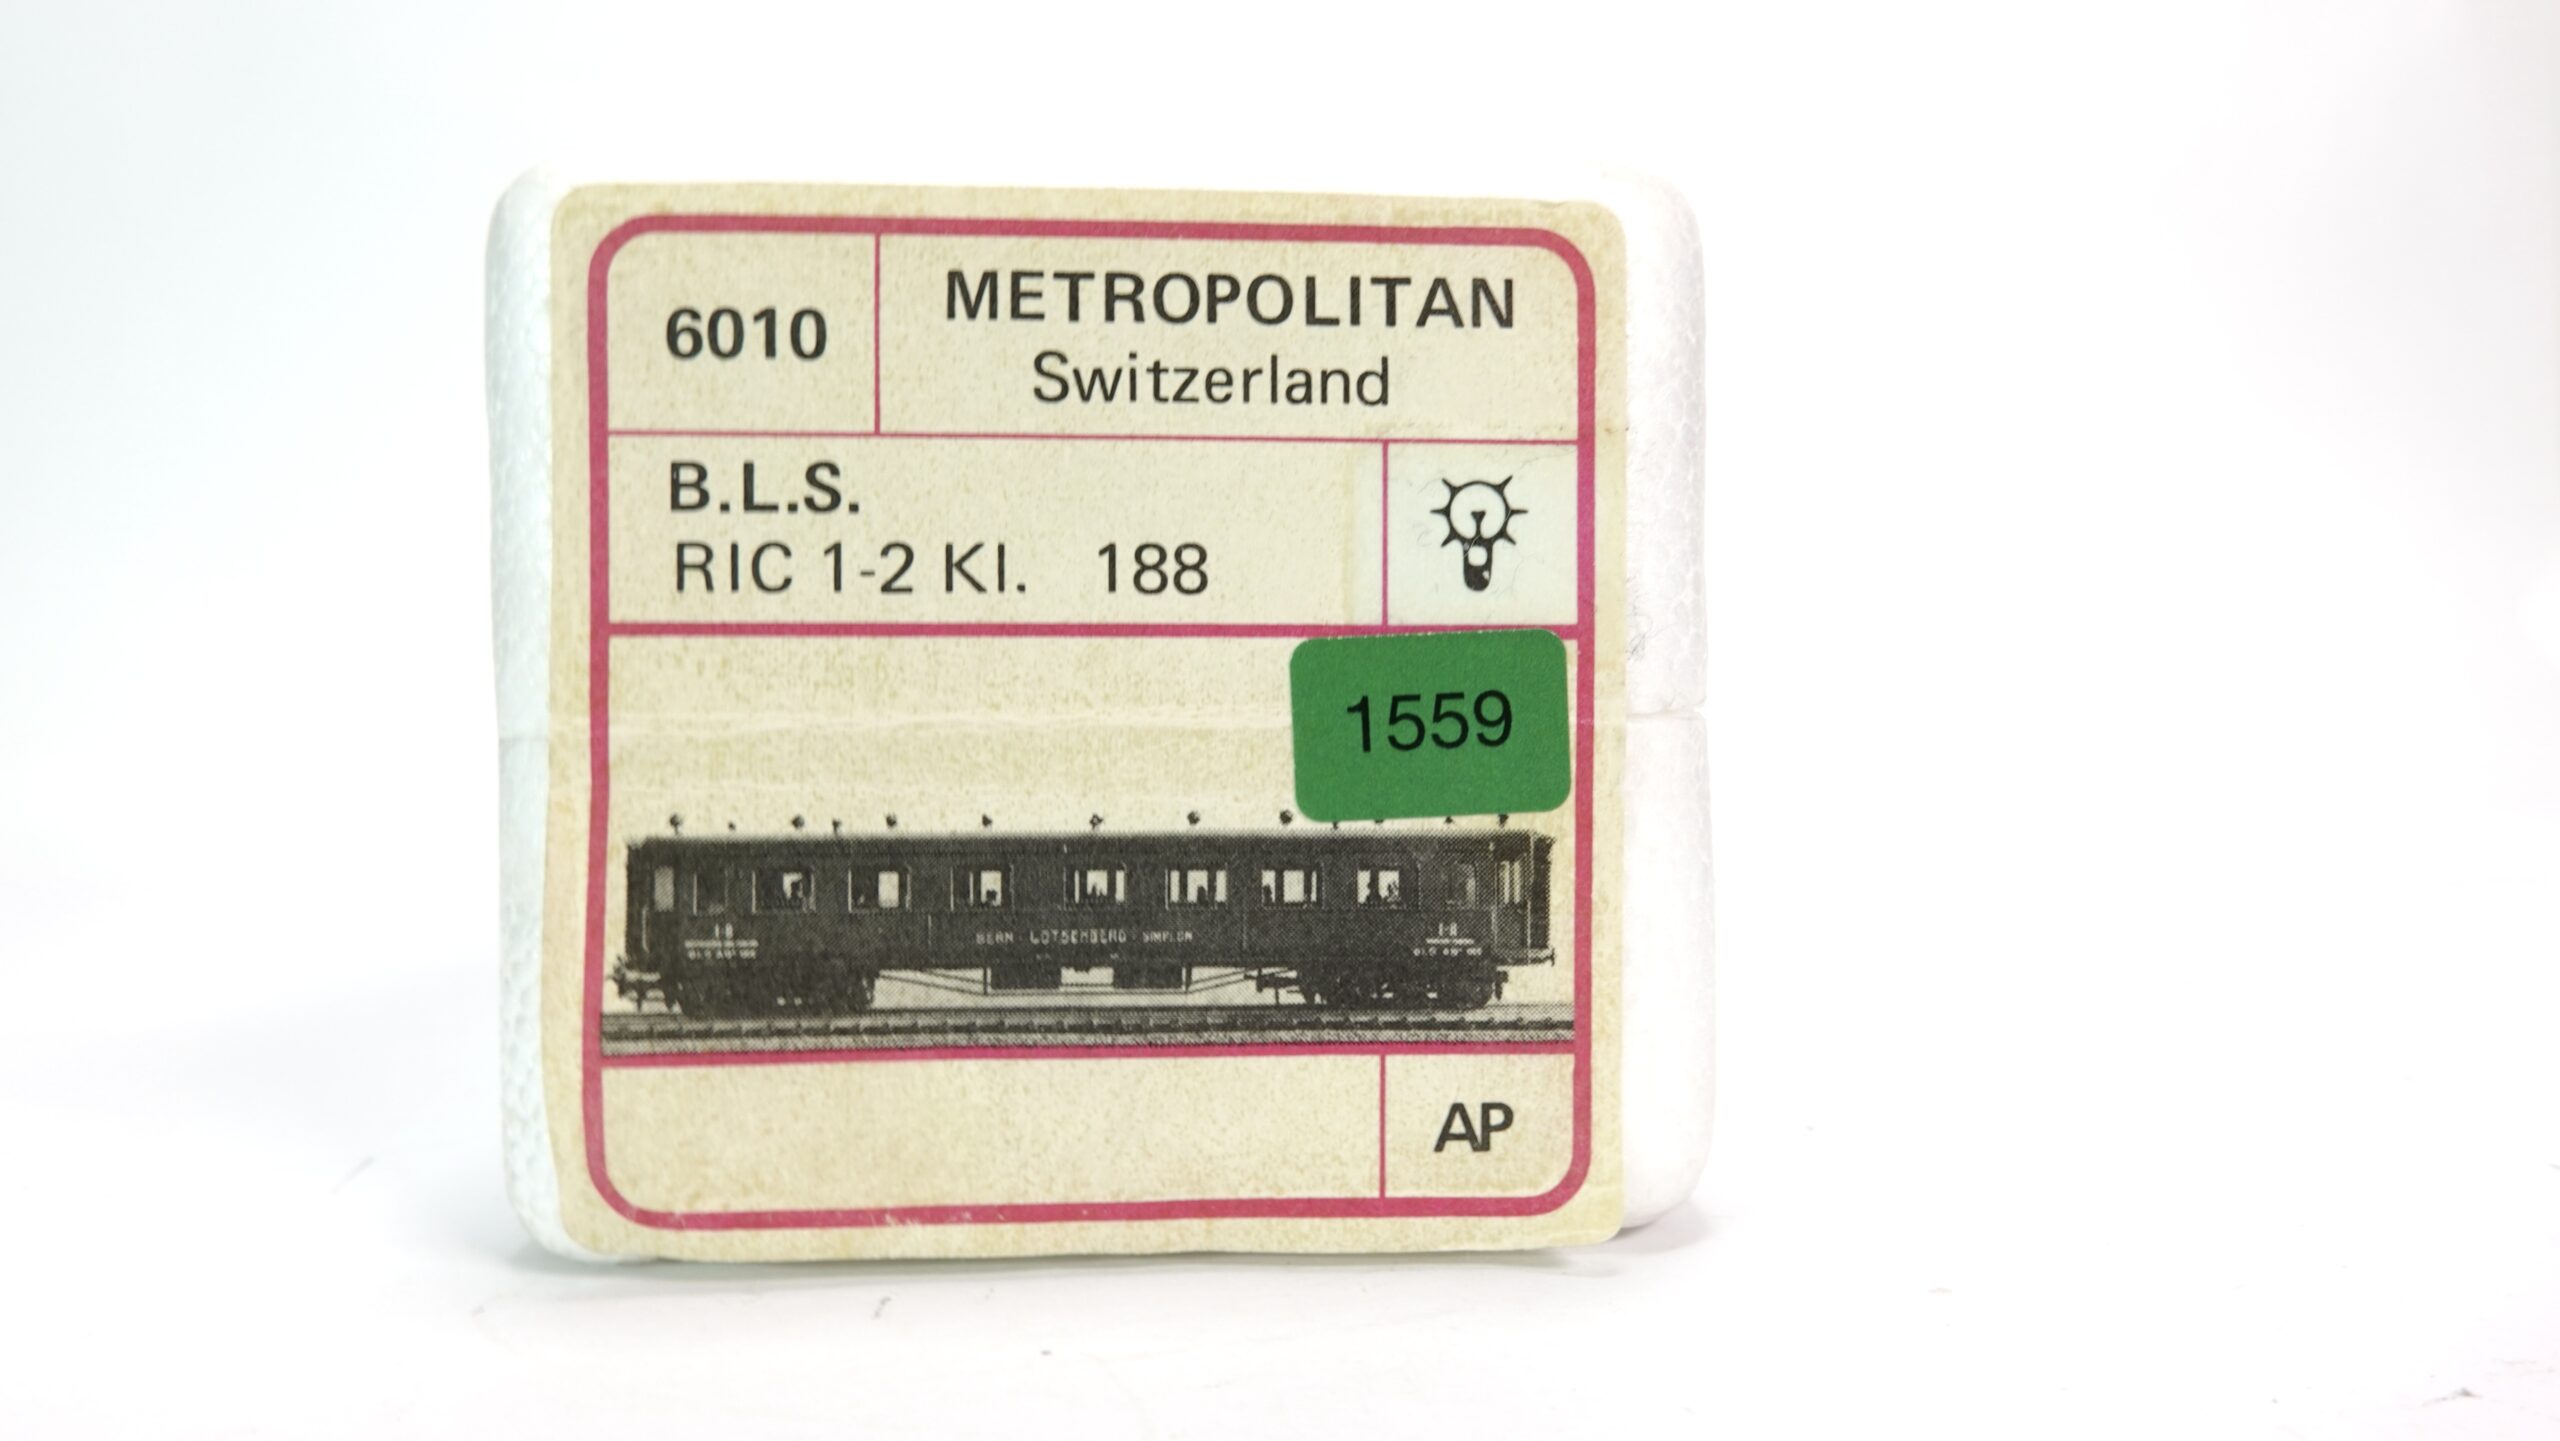 6010
METROPOLITAN
Switzerland
B.L.S.
RIC 1-2 Kl. 188
1559
BERN - LÖTSCHBERG - SIMPLON
AP